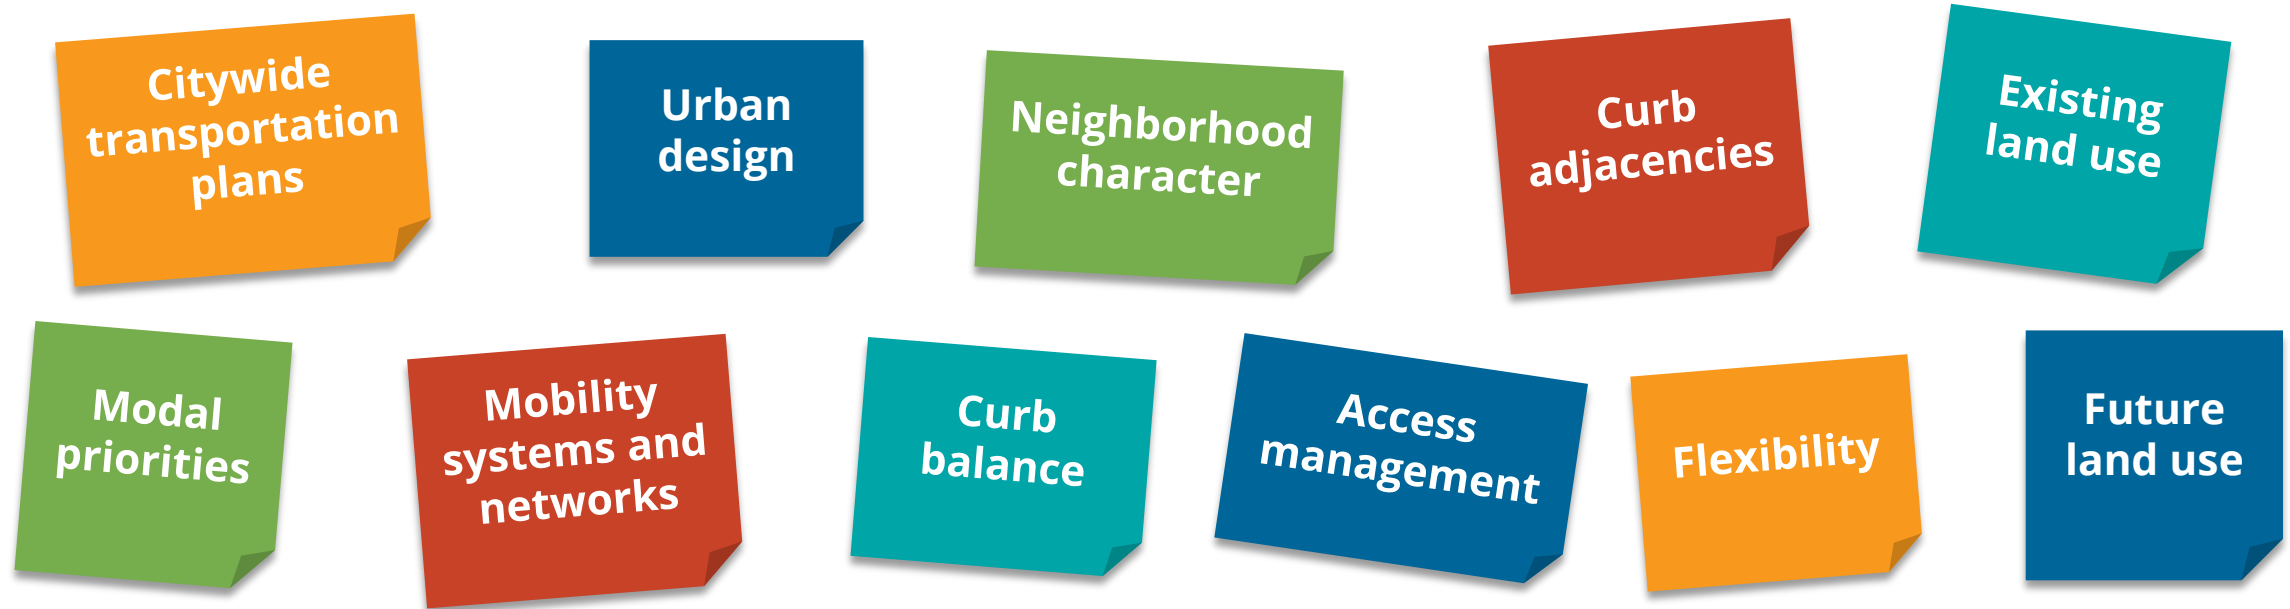 Citywide
transportation
plans
Urban
design
Neighborhood
character
Curb
adjacencies
Existing
land use
Modal
priorities
Mobility
systems and
networks
Curb
balance
Access
management
Flexibility
Future
land use